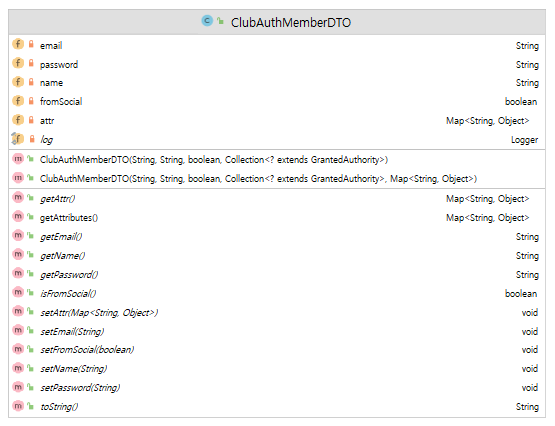 ClubAuthMemberDTO
email String
password String
name String
fromSocial boolean
attr Map<String, Object>
log Logger
ClubAuthMemberDTO(String, String, boolean, Collection<? extends GrantedAuthority>)
ClubAuthMemberDTO(String, String, boolean, Collection<? extends GrantedAuthority>, Map<String, Object>)
getAttr() Map<String, Object>
getAttributes() Map<String, Object>
getEmail() String
getName() String
getPassword() String
isFromSocial() boolean
setAttr(Map<String, Object>) void
setEmail(String) void
setFromSocial(boolean) void
setName(String) void
setPassword(String) void
toString() String